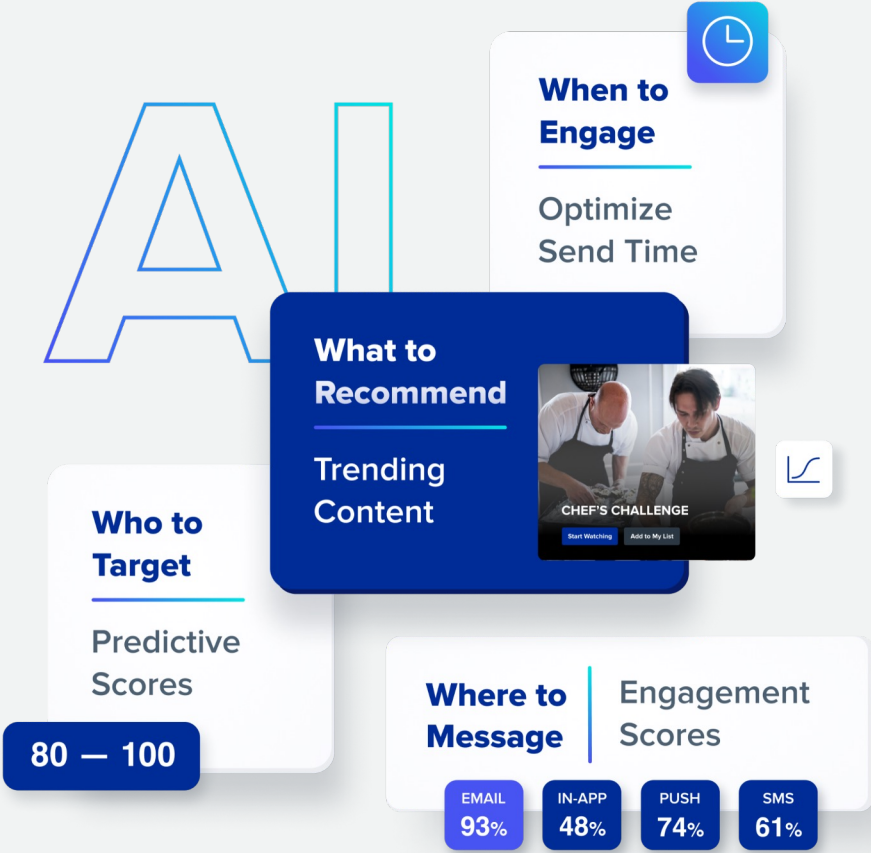 AI
When to
Engage
Optimize
Send Time
What to
Recommend
Trending
Content
CHEF'S CHALLENGE
Start Watching
Add to My List
Who to
Target
Predictive
Scores
80 — 100
Where to
Message
Engagement
Scores
EMAIL
93%
IN-APP
48%
PUSH
74%
SMS
61%